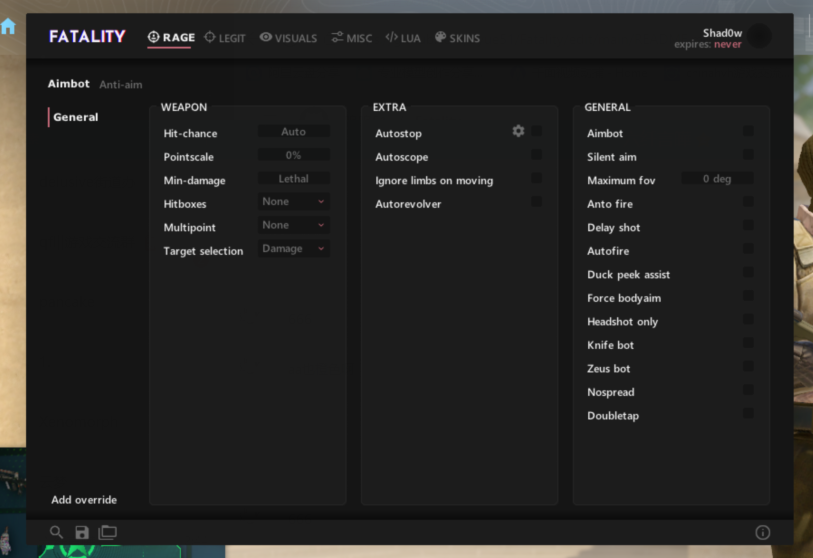 FATALITY
RAGE
LEGIT
VISUALS
MISC
LUA
SKINS
Shad0w
expires: never
Aimbot Anti-aim
General
WEAPON
Hit-chance Auto
Pointscale 0%
Min-damage Lethal
Hitboxes None
Multipoint None
Target selection Damage
EXTRA
Autostop
Autoscope
Ignore limbs on moving
Autorevolver
GENERAL
Aimbot
Silent aim
Maximum fov 0 deg
Anto fire
Delay shot
Autofire
Duck peek assist
Force bodyaim
Headshot only
Knife bot
Zeus bot
Nospread
Doubletap
Add override